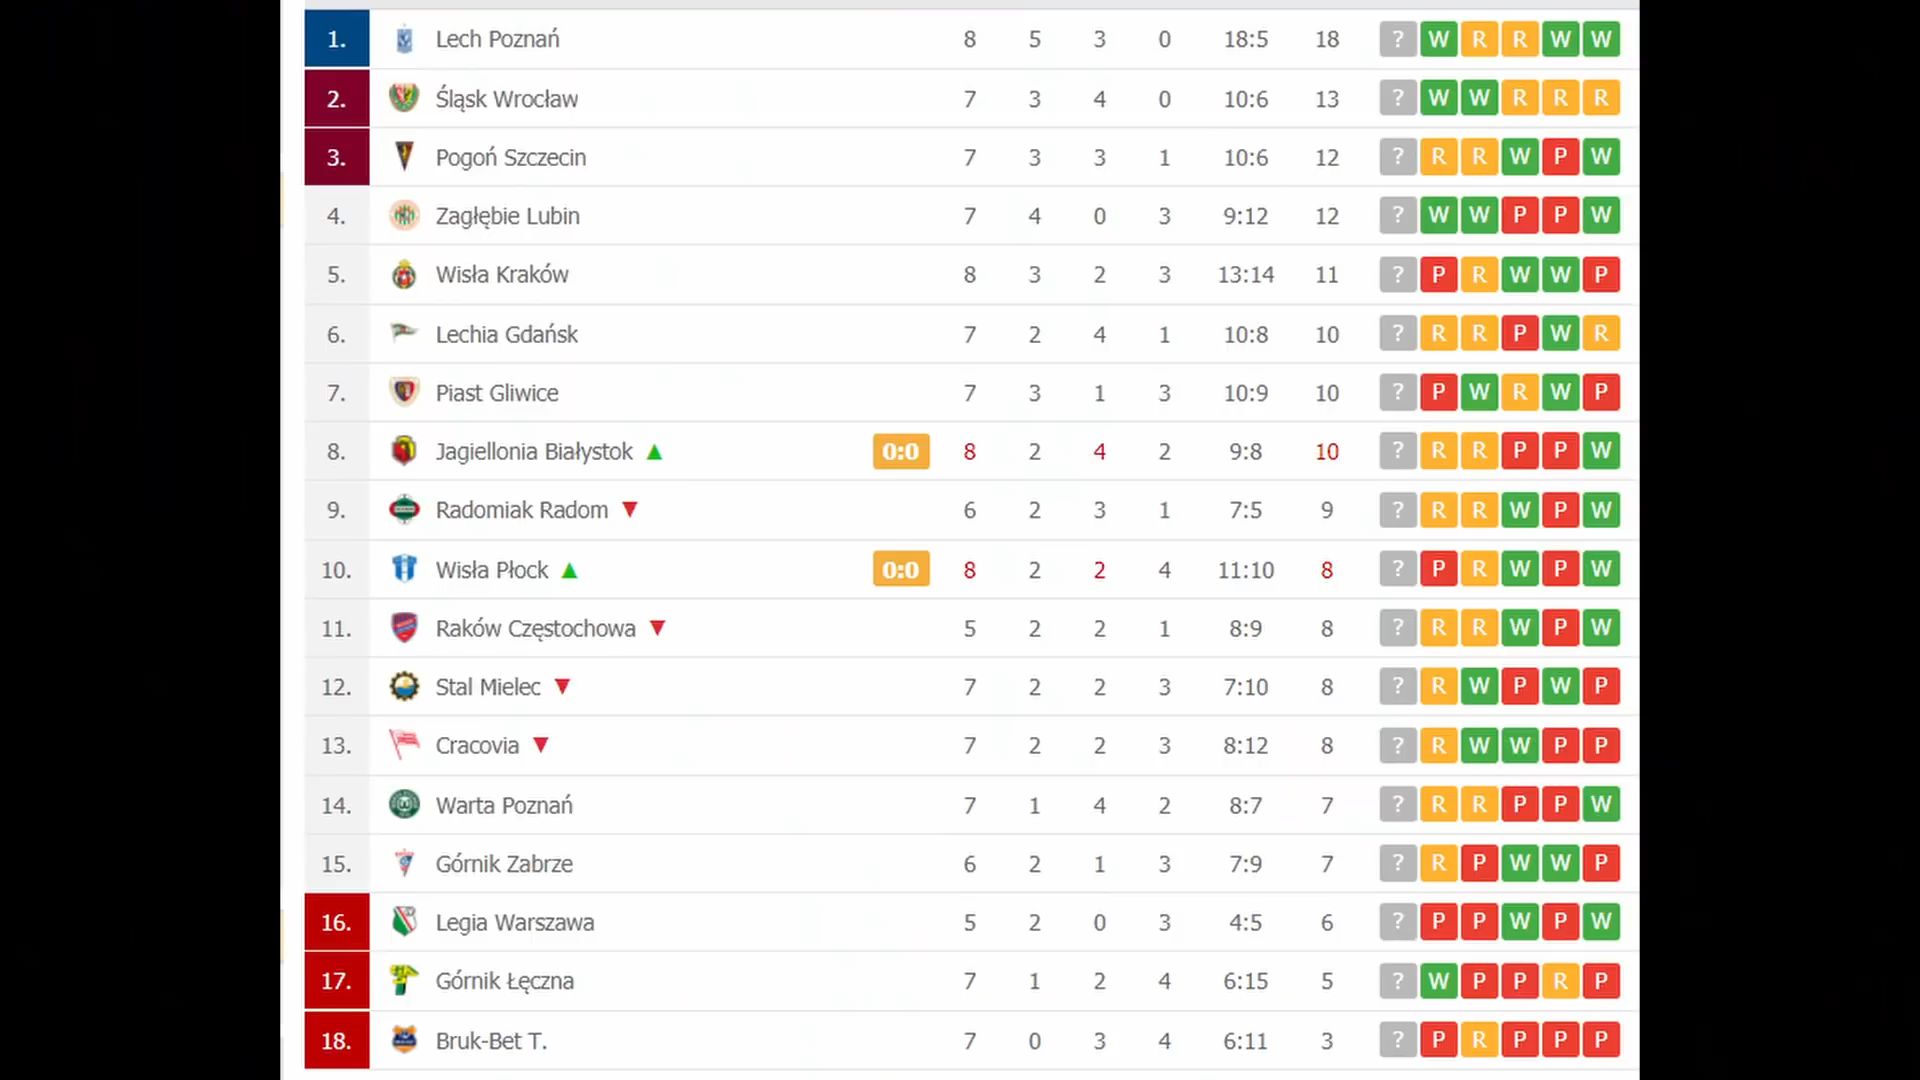 1. Lech Poznań 8 5 3 0 18:5 18 ? W R R W W
2. Śląsk Wrocław 7 3 4 0 10:6 13 ? W W R R R
3. Pogoń Szczecin 7 3 3 1 10:6 12 ? R R W P W
4. Zagłębie Lubin 7 4 0 3 9:12 12 ? W W P P W
5. Wisła Kraków 8 3 2 3 13:14 11 ? P R W W P
6. Lechia Gdańsk 7 2 4 1 10:8 10 ? R R P W R
7. Piast Gliwice 7 3 1 3 10:9 10 ? P W R W P
8. Jagiellonia Białystok 0:0 8 2 4 2 9:8 10 ? R R P P W
9. Radomiak Radom 6 2 3 1 7:5 9 ? R R W P W
10. Wisła Płock 0:0 8 2 2 4 11:10 8 ? P R W P W
11. Raków Częstochowa 5 2 2 1 8:9 8 ? R R W P W
12. Stal Mielec 7 2 2 3 7:10 8 ? R W P W P
13. Cracovia 7 2 2 3 8:12 8 ? R W W P P
14. Warta Poznań 7 1 4 2 8:7 7 ? R R P P W
15. Górnik Zabrze 6 2 1 3 7:9 7 ? R P W W P
16. Legia Warszawa 5 2 0 3 4:5 6 ? P P W P W
17. Górnik Łęczna 7 1 2 4 6:15 5 ? W P P R P
18. Bruk-Bet T. 7 0 3 4 6:11 3 ? P R P P P